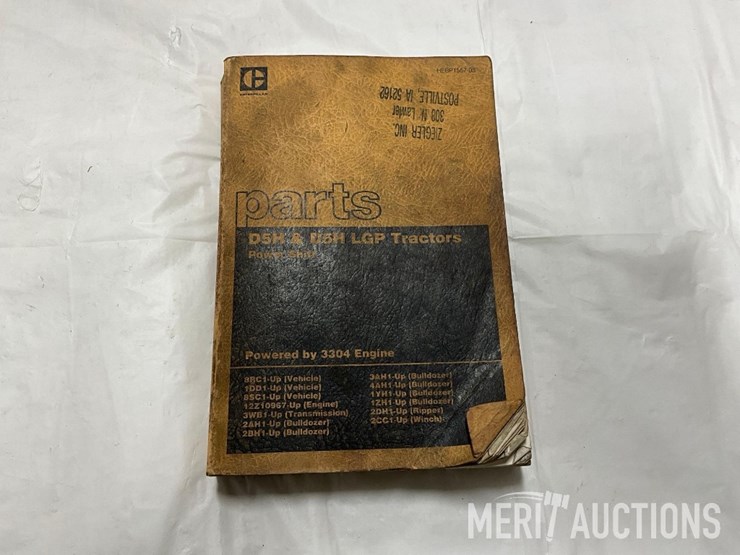 ZIEGLER INC.
300 N. Lawler
POSTVILLE, IA 52162
parts
D5H & D5H LGP Tractors
Power Shift
Powered by 3304 Engine
8RC1-Up (Vehicle)
1DD1-Up (Vehicle)
8SC1-Up (Vehicle)
12Z10967-Up (Engine)
3WB1-Up (Transmission)
2AH1-Up (Bulldozer)
2BH1-Up (Bulldozer)
3AH1-Up (Bulldozer)
4AH1-Up (Bulldozer)
1YH1-Up (Bulldozer)
1ZH1-Up (Bulldozer)
2DH1-Up (Ripper)
2CC1-Up (Winch)
MERIT AUCTIONS